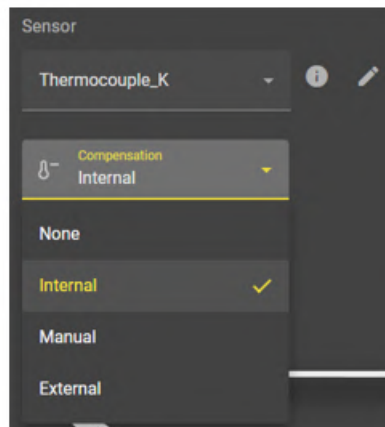 Sensor
Thermocouple_K
Compensation
Internal
None
Internal
Manual
External